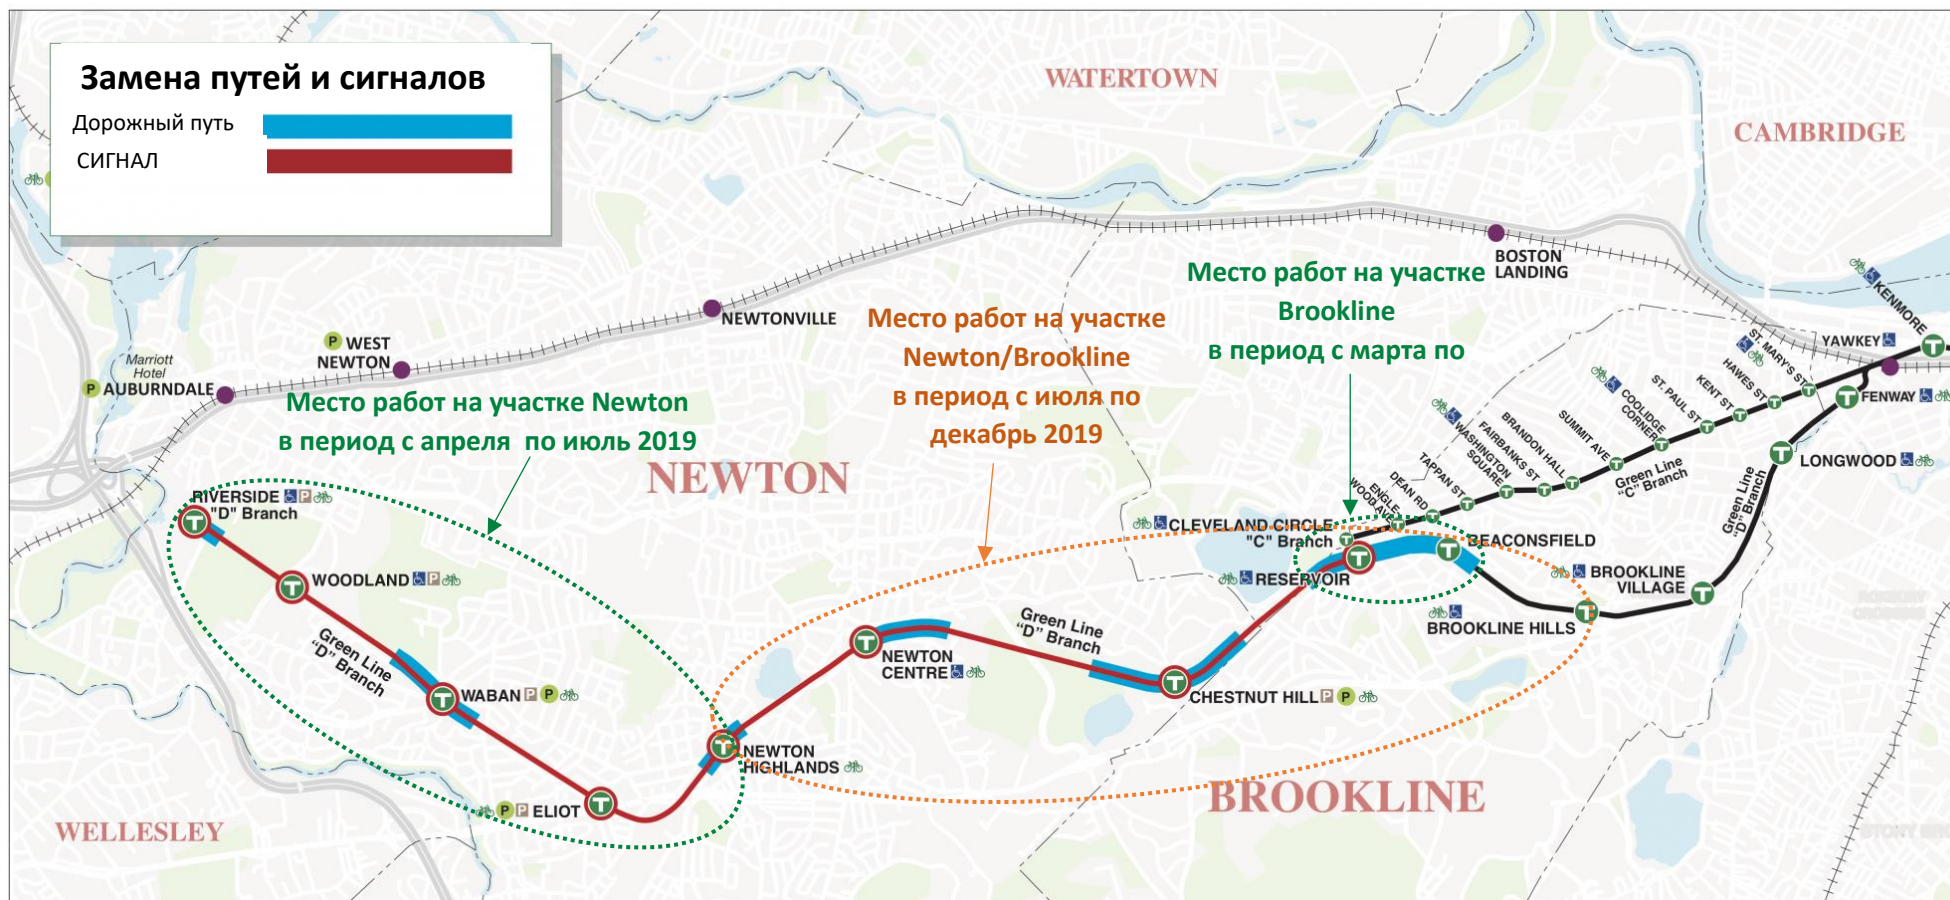 Замена путей и сигналов
Дорожный путь
СИГНАЛ
WATERTOWN
CAMBRIDGE
BOSTON
LANDING
Место работ на участке
Brookline
в период с марта по
KENMORE
YAWKEY
NEWTONVILLE
Место работ на участке
Newton/Brookline
в период с июля по
декабрь 2019
P WEST
NEWTON
Marriott
Hotel
P AUBURNDALE
Место работ на участке Newton
в период с апреля по июль 2019
NEWTON
ST. MARY'S ST
HAWES ST
KENT ST
ST. PAUL ST
COOLIDGE
CORNER
SUMMIT AVE
BRANDON HALL
FAIRBANKS ST
WASHINGTON
SQUARE
TAPPAN ST
DEAN RD
ENGLE-
WOOD AVE
Green Line
"C" Branch
FENWAY
LONGWOOD
Green Line
"D" Branch
RIVERSIDE P
"D" Branch
CLEVELAND CIRCLE
"C" Branch
BEACONSFIELD
RESERVOIR
BROOKLINE
VILLAGE
BROOKLINE HILLS
WOODLAND P
Green Line
"D" Branch
WABAN P P
NEWTON
CENTRE
Green Line
"D" Branch
CHESTNUT HILL P P
NEWTON
HIGHLANDS
P P ELIOT
BROOKLINE
WELLESLEY